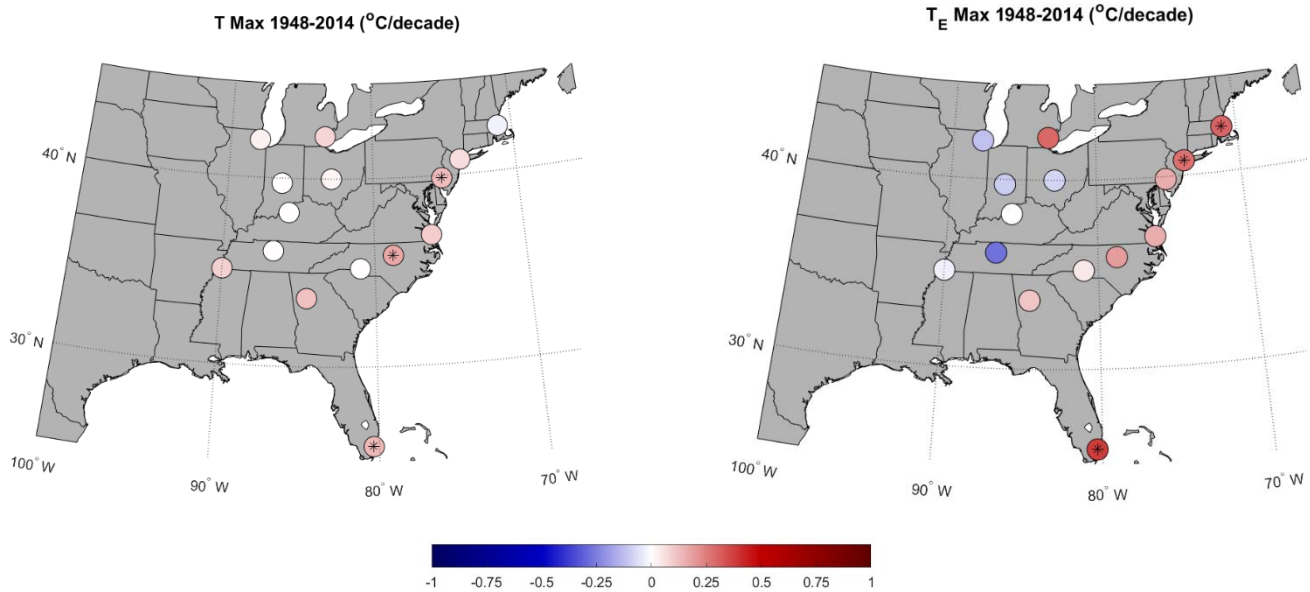 T Max 1948-2014 (°C/decade)
T_E Max 1948-2014 (°C/decade)
40° N
30° N
100° W
90° W
80° W
70° W
40° N
30° N
100° W
90° W
80° W
70° W
-1 -0.75 -0.5 -0.25 0 0.25 0.5 0.75 1